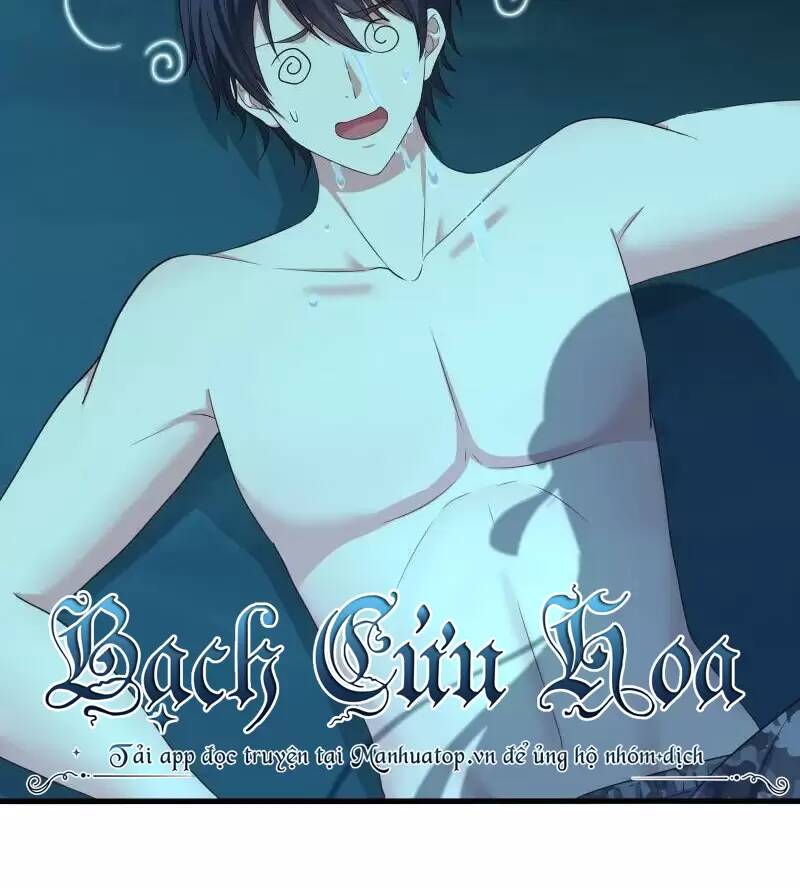 Bạch Cửu Hoa
Tải app đọc truyện tại Manhuatop.vn để ủng hộ nhóm dịch